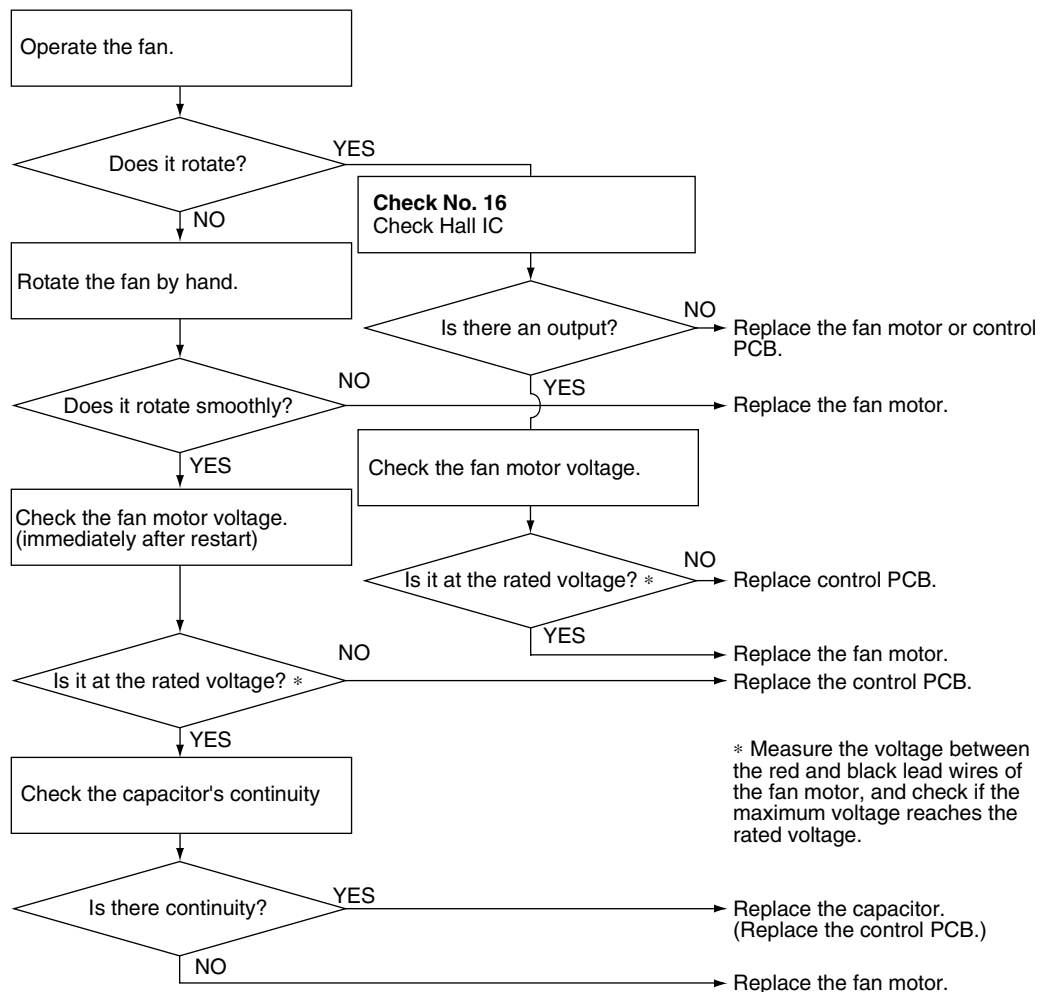 Operate the fan.
Does it rotate?
YES
NO
Check No. 16
Check Hall IC
Rotate the fan by hand.
Is there an output?
NO
Replace the fan motor or control
PCB.
YES
Does it rotate smoothly?
NO
Replace the fan motor.
YES
Check the fan motor voltage.
Check the fan motor voltage.
(immediately after restart)
Is it at the rated voltage? *
NO
Replace control PCB.
YES
Replace the fan motor.
Is it at the rated voltage? *
NO
Replace the control PCB.
YES
* Measure the voltage between
the red and black lead wires of
the fan motor, and check if the
maximum voltage reaches the
rated voltage.
Check the capacitor's continuity
Is there continuity?
YES
Replace the capacitor.
(Replace the control PCB.)
NO
Replace the fan motor.